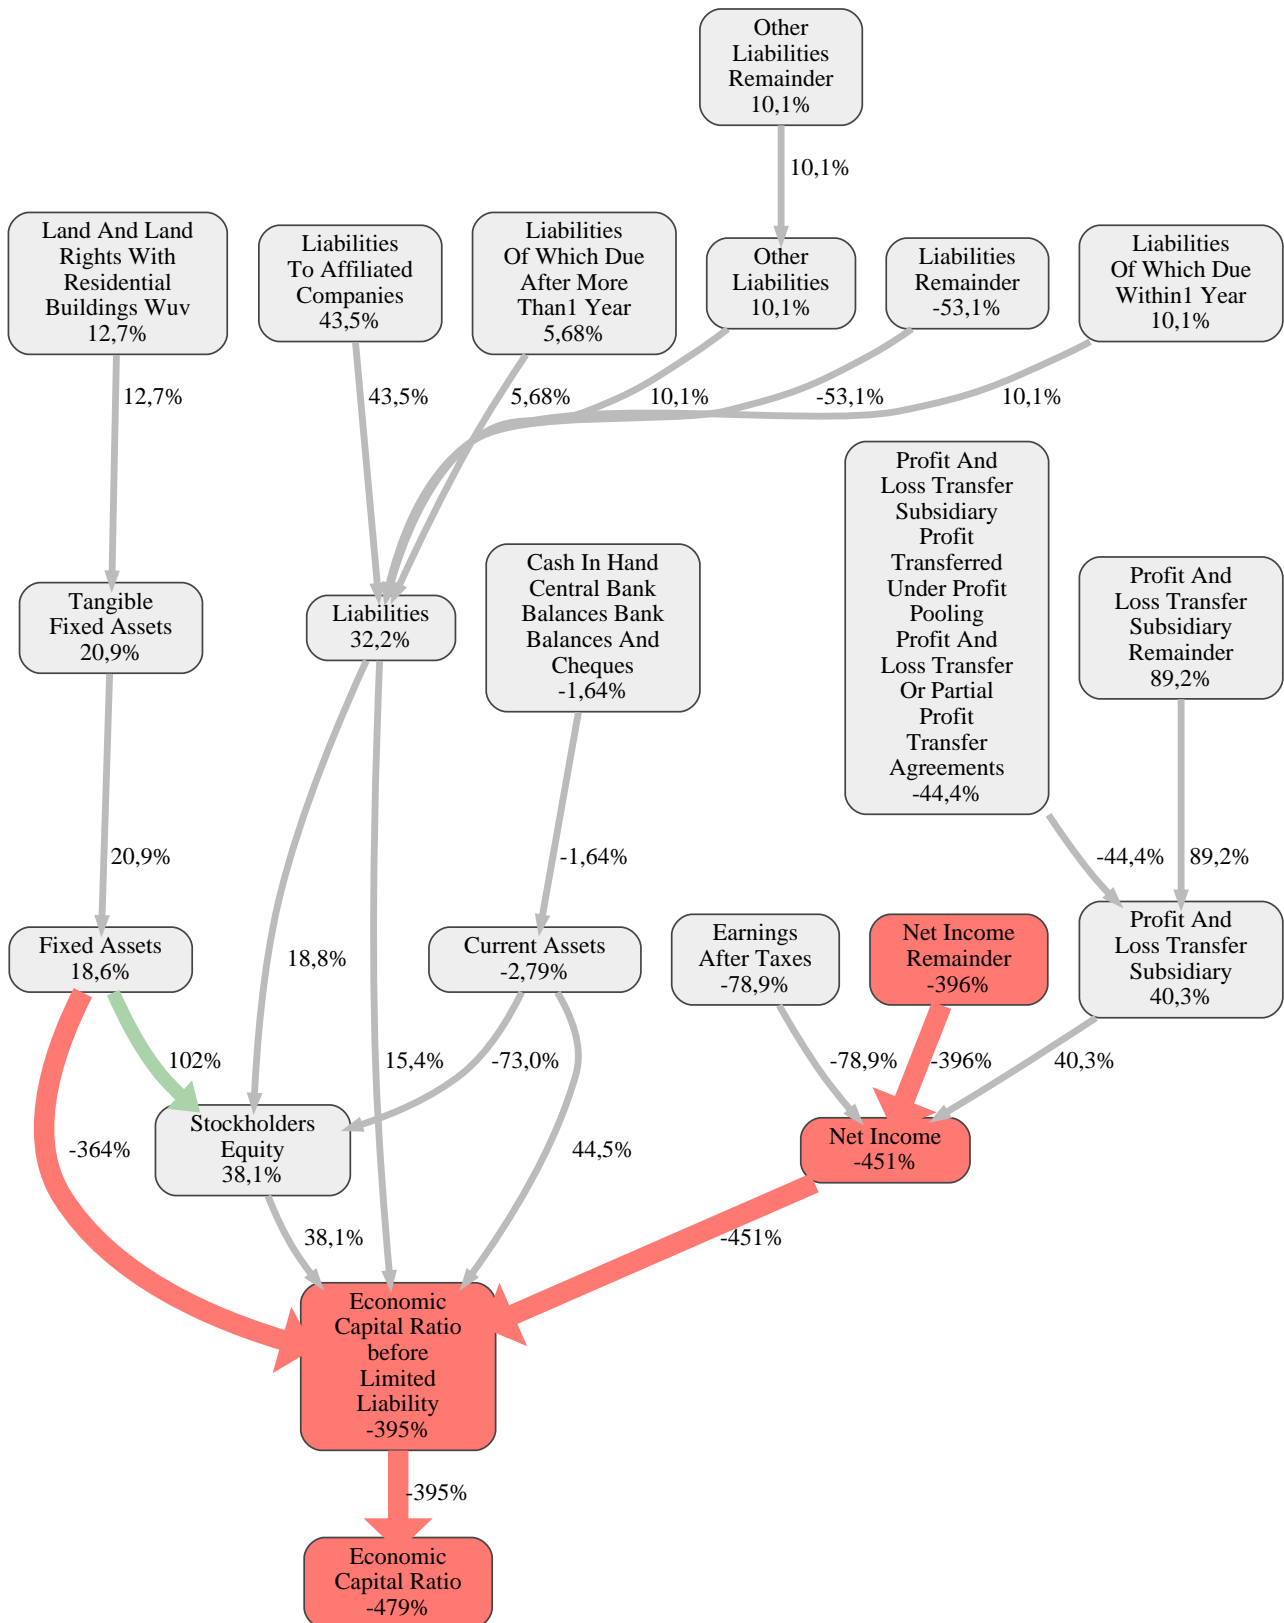 Other
Liabilities
Remainder
10,1%
10,1%
Land And Land
Rights With
Residential
Buildings Wuv
12,7%
Liabilities
To Affiliated
Companies
43,5%
Liabilities
Of Which Due
After More
Than1 Year
5,68%
Other
Liabilities
10,1%
Liabilities
Remainder
-53,1%
Liabilities
Of Which Due
Within1 Year
10,1%
12,7%
43,5%
5,68%
10,1%
-53,1%
10,1%
Profit And
Loss Transfer
Subsidiary
Profit
Transferred
Under Profit
Pooling
Profit And
Loss Transfer
Or Partial
Profit
Transfer
Agreements
-44,4%
Cash In Hand
Central Bank
Balances Bank
Balances And
Cheques
-1,64%
Profit And
Loss Transfer
Subsidiary
Remainder
89,2%
Tangible
Fixed Assets
20,9%
Liabilities
32,2%
20,9%
-1,64%
-44,4%
89,2%
Fixed Assets
18,6%
18,8%
Current Assets
-2,79%
Earnings
After Taxes
-78,9%
Net Income
Remainder
-396%
Profit And
Loss Transfer
Subsidiary
40,3%
102%
15,4%
-73,0%
-78,9%
-396%
40,3%
-364%
Stockholders
Equity
38,1%
44,5%
Net Income
-451%
38,1%
-451%
Economic
Capital Ratio
before
Limited
Liability
-395%
-395%
Economic
Capital Ratio
-479%